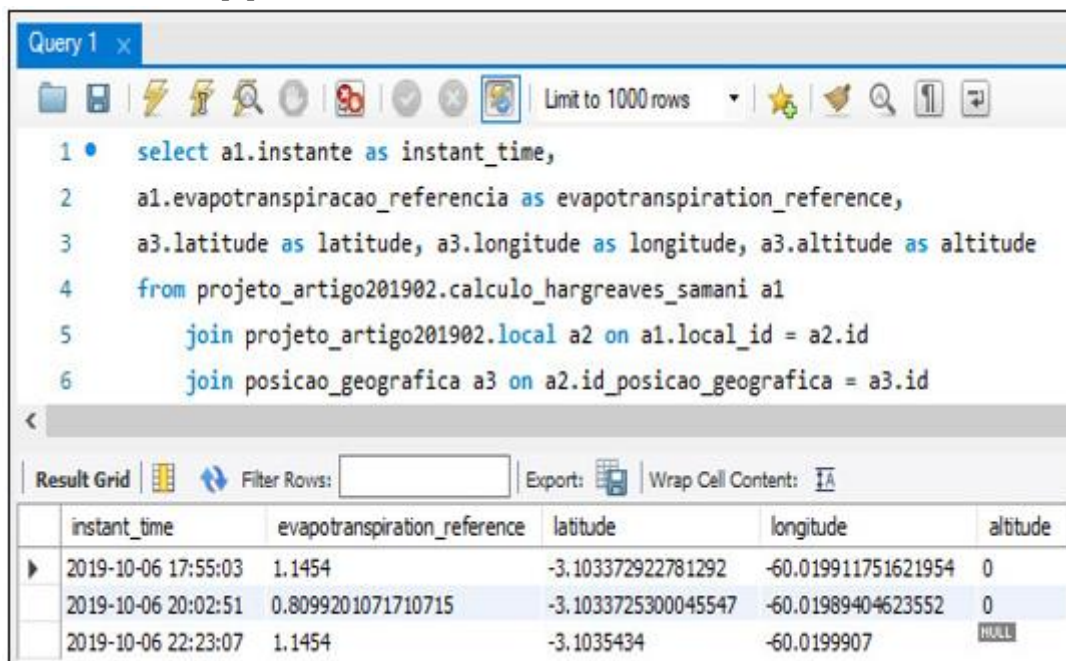 Query 1 x
Limit to 1000 rows
1 select a1.instante as instant_time,
2 a1.evapotranspiracao_referencia as evapotranspiration_reference,
3 a3.latitude as latitude, a3.longitude as longitude, a3.altitude as altitude
4 from projeto_artigo201902.calculo_hargreaves_samani a1
5 join projeto_artigo201902.local a2 on a1.local_id = a2.id
6 join posicao_geografica a3 on a2.id_posicao_geografica = a3.id
Result Grid Filter Rows: Export: Wrap Cell Content: IA
instant_time evapotranspiration_reference latitude longitude altitude
2019-10-06 17:55:03 1.1454 -3.103372922781292 -60.019911751621954 0
2019-10-06 20:02:51 0.8099201071710715 -3.1033725300045547 -60.01989404623552 0
2019-10-06 22:23:07 1.1454 -3.1035434 -60.0199907 NULL